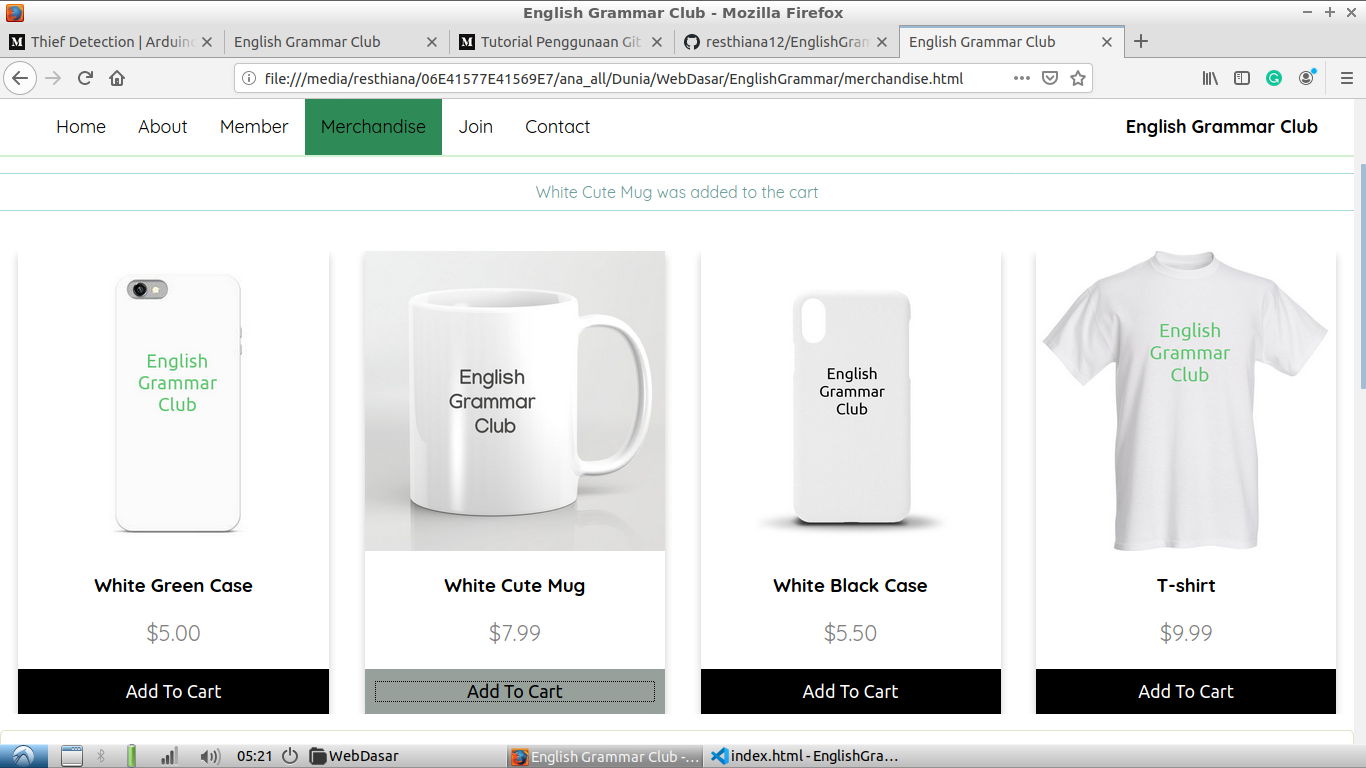 English Grammar Club - Mozilla Firefox
Thief Detection | Arduin
English Grammar Club
Tutorial Penggunaan Git
resthiana12/EnglishGram
English Grammar Club
file:///media/resthiana/06E41577E41569E7/ana_all/Dunia/WebDasar/EnglishGrammar/merchandise.html
Home About Member Merchandise Join Contact English Grammar Club
White Cute Mug was added to the cart
English
Grammar
Club
English
Grammar
Club
English
Grammar
Club
English
Grammar
Club
White Green Case
$5.00
Add To Cart
White Cute Mug
$7.99
Add To Cart
White Black Case
$5.50
Add To Cart
T-shirt
$9.99
Add To Cart
05:21 WebDasar English Grammar Club -... index.html - EnglishGra...